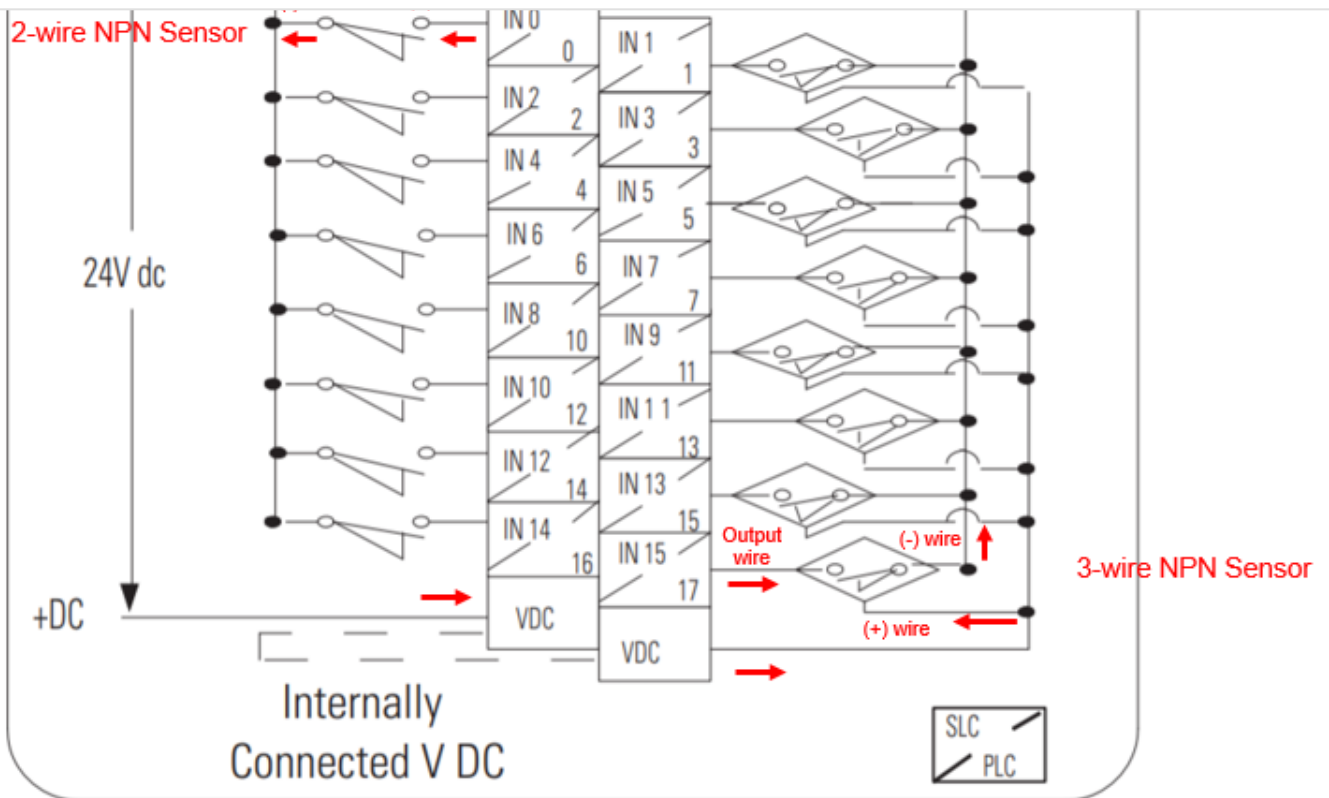 2-wire NPN Sensor
IN 0
0
IN 1
1
IN 2
2
IN 3
3
IN 4
4
IN 5
5
IN 6
6
IN 7
7
24V dc
IN 8
10
IN 9
11
IN 10
12
IN 1 1
13
IN 12
14
IN 13
15
IN 14
16
IN 15
17
Output
wire
(-) wire
3-wire NPN Sensor
(+) wire
+DC
VDC
VDC
Internally
Connected V DC
SLC
PLC